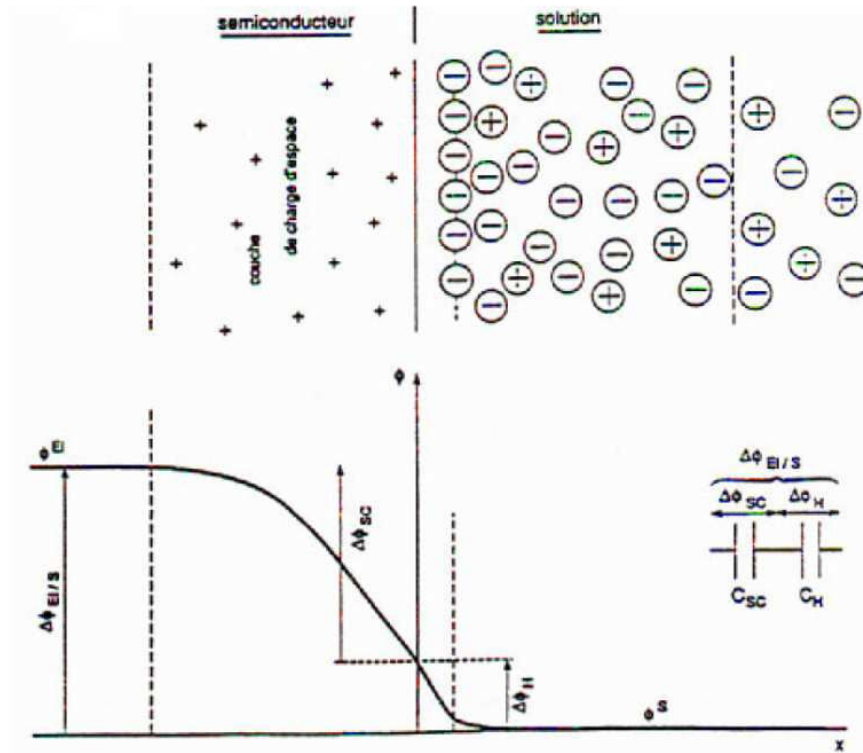 semiconducteur
solution
couche
de charge d'espace
ϕ
ϕ^El
Δϕ_El/S
Δϕ_SC
Δϕ_H
ϕ^S
x
Δϕ_El/S
Δϕ_SC Δϕ_H
C_SC C_H